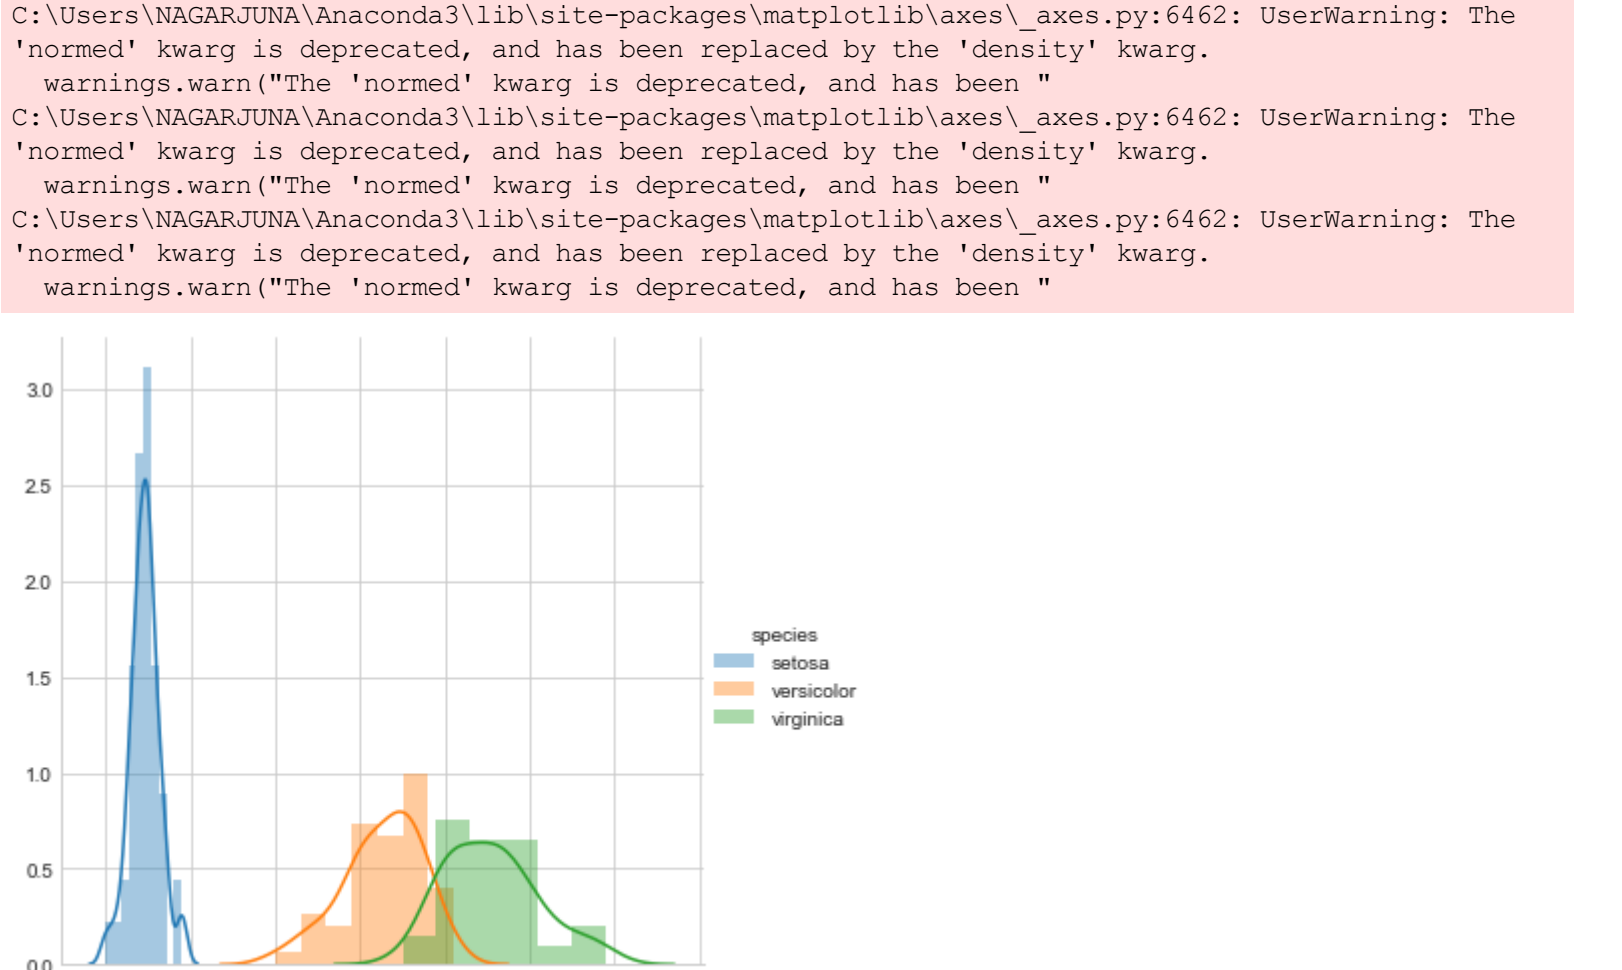 C:\Users\NAGARJUNA\Anaconda3\lib\site-packages\matplotlib\axes\_axes.py:6462: UserWarning: The
'normed' kwarg is deprecated, and has been replaced by the 'density' kwarg.
  warnings.warn("The 'normed' kwarg is deprecated, and has been "
C:\Users\NAGARJUNA\Anaconda3\lib\site-packages\matplotlib\axes\_axes.py:6462: UserWarning: The
'normed' kwarg is deprecated, and has been replaced by the 'density' kwarg.
  warnings.warn("The 'normed' kwarg is deprecated, and has been "
C:\Users\NAGARJUNA\Anaconda3\lib\site-packages\matplotlib\axes\_axes.py:6462: UserWarning: The
'normed' kwarg is deprecated, and has been replaced by the 'density' kwarg.
  warnings.warn("The 'normed' kwarg is deprecated, and has been "
3.0
2.5
2.0
1.5
1.0
0.5
0.0
species
setosa
versicolor
virginica